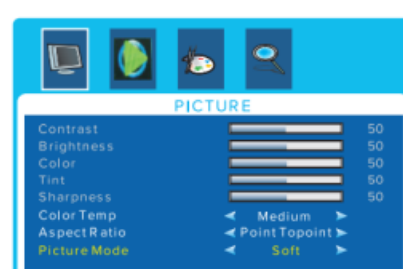 PICTURE
Contrast 50
Brightness 50
Color 50
Tint 50
Sharpness 50
Color Temp Medium
Aspect Ratio Point Topoint
Picture Mode Soft